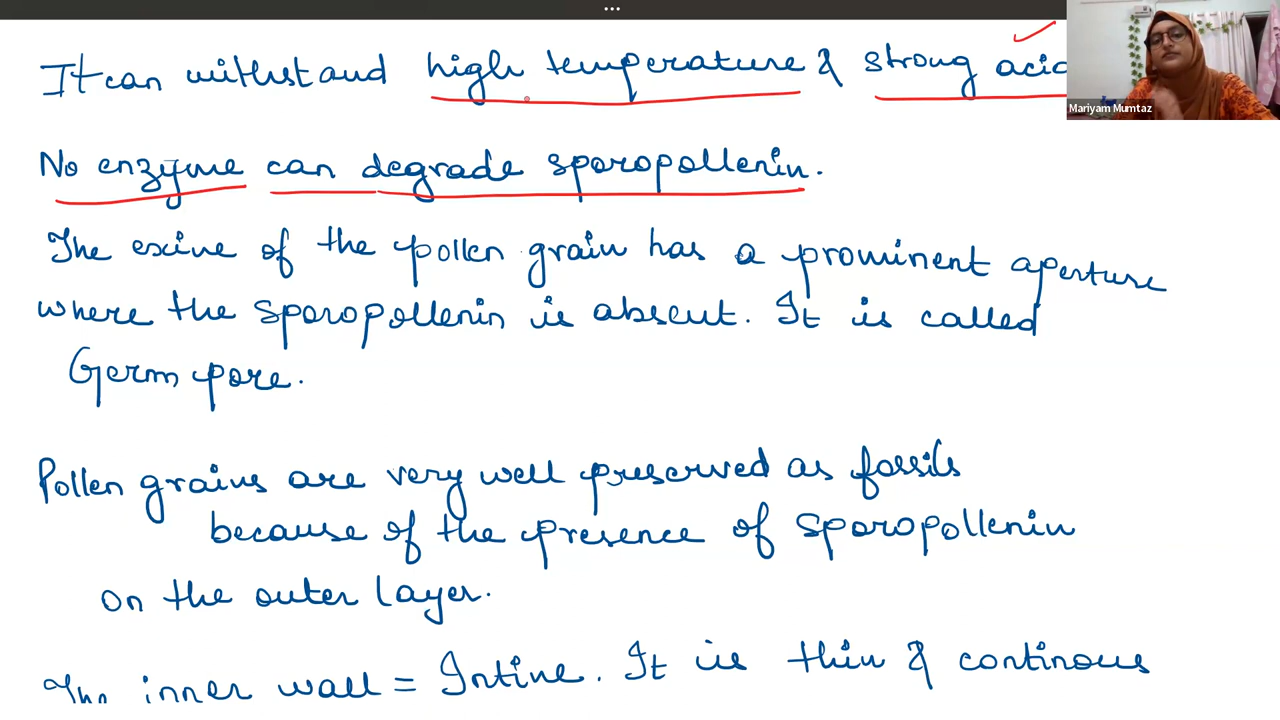 It can withstand high temperature & strong acid
Mariyam Mumtaz
No enzyme can degrade sporopollenin.
The exine of the pollen grain has a prominent aperture
where the sporopollenin is absent. It is called
Germ pore.
Pollen grains are very well preserved as fossils
because of the presence of sporopollenin
on the outer layer.
The inner wall = Intine. It is thin & continous